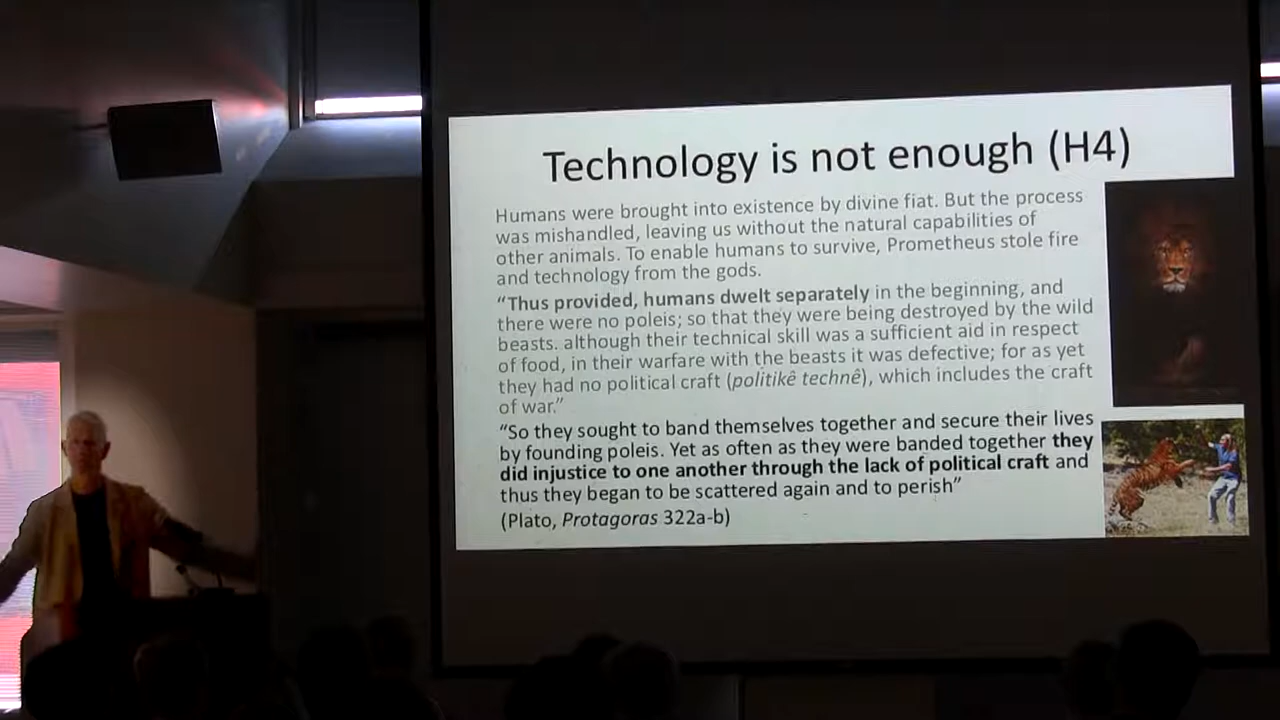 Technology is not enough (H4)
Humans were brought into existence by divine fiat. But the process
was mishandled, leaving us without the natural capabilities of
other animals. To enable humans to survive, Prometheus stole fire
and technology from the gods.
“Thus provided, humans dwelt separately in the beginning, and
there were no poleis; so that they were being destroyed by the wild
beasts. although their technical skill was a sufficient aid in respect
of food, in their warfare with the beasts it was defective; for as yet
they had no political craft (politikê technê), which includes the craft
of war.”
“So they sought to band themselves together and secure their lives
by founding poleis. Yet as often as they were banded together they
did injustice to one another through the lack of political craft and
thus they began to be scattered again and to perish”
(Plato, Protagoras 322a-b)